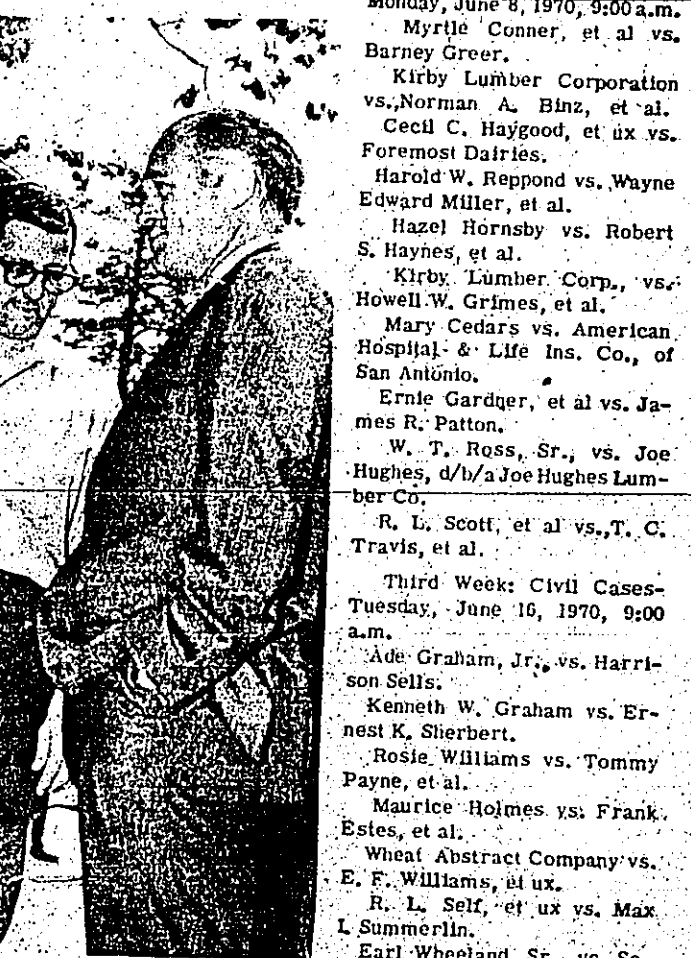 Monday, June 8, 1970, 9:00 a.m.
Myrtle Conner, et al vs.
Barney Greer.
Kirby Lumber Corporation
vs., Norman A. Binz, et al.
Cecil C. Haygood, et ux vs.
Foremost Dairies.
Harold W. Reppond vs. Wayne
Edward Miller, et al.
Hazel Hornsby vs. Robert
S. Haynes, et al.
Kirby Lumber Corp., vs.
Howell W. Grimes, et al.
Mary Cedars vs. American
Hospital & Life Ins. Co., of
San Antonio.
Ernie Gardner, et al vs. Ja-
mes R. Patton.
W. T. Ross, Sr., vs. Joe
Hughes, d/b/a Joe Hughes Lum-
ber Co.
R. L. Scott, et al vs., T. C.
Travis, et al.
Third Week: Civil Cases-
Tuesday, June 16, 1970, 9:00
a.m.
Ade Graham, Jr., vs. Harri-
son Sells.
Kenneth W. Graham vs. Er-
nest K. Sherbert.
Rosie Williams vs. Tommy
Payne, et al.
Maurice Holmes vs. Frank
Estes, et al.
Wheat Abstract Company vs.
E. F. Williams, et ux.
R. L. Self, et ux vs. Max
L Summerlin.
Earl Wheeland, Sr., vs. So-